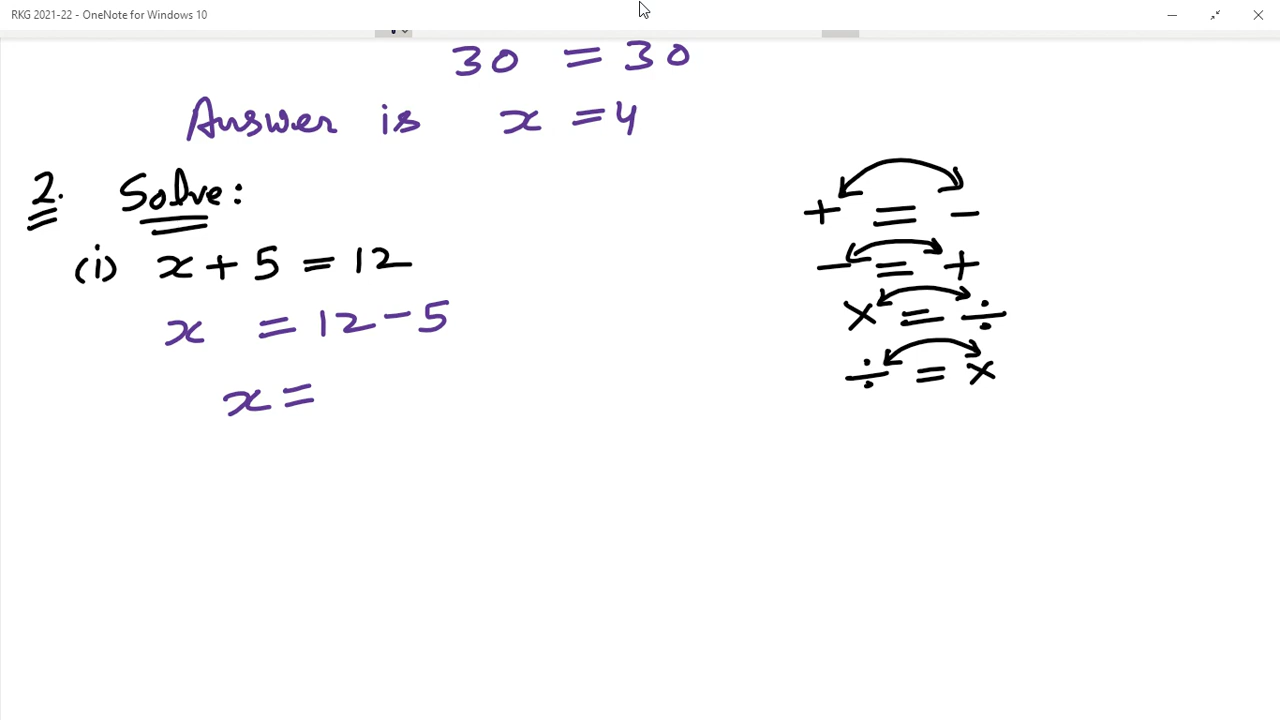 RKG 2021-22 - OneNote for Windows 10
30 = 30
Answer is x = 4
2. Solve:
(i) x + 5 = 12
x = 12 - 5
x =
+ = -
- = +
× = ÷
÷ = ×